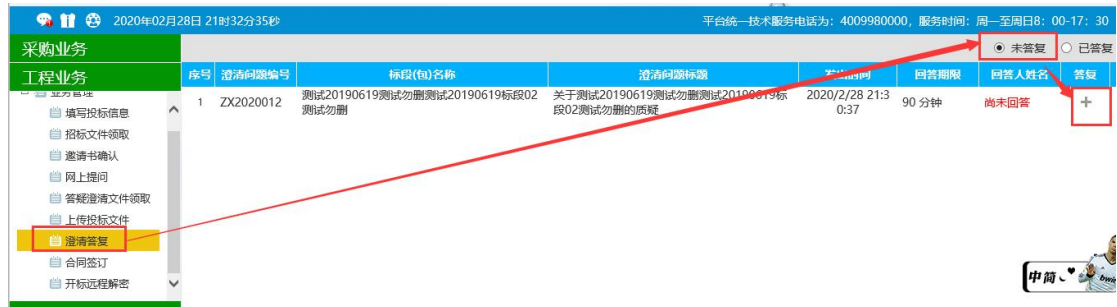 2020年02月28日 21时32分35秒
平台统一技术服务电话为：4009980000，服务时间：周一至周日8：00-17：30
采购业务
未答复 已答复
工程业务
序号 澄清问题编号 标段(包)名称 澄清问题标题 发出时间 回答期限 回答人姓名 答复
1 ZX2020012 测试20190619测试勿删测试20190619标段02 关于测试20190619测试勿删测试20190619标 2020/2/28 21:3 90 分钟 尚未回答
测试勿删 段02测试勿删的质疑 0:37
业务管理
填写投标信息
招标文件领取
邀请书确认
网上提问
答疑澄清文件领取
上传投标文件
澄清答复
合同签订
开标远程解密
中简